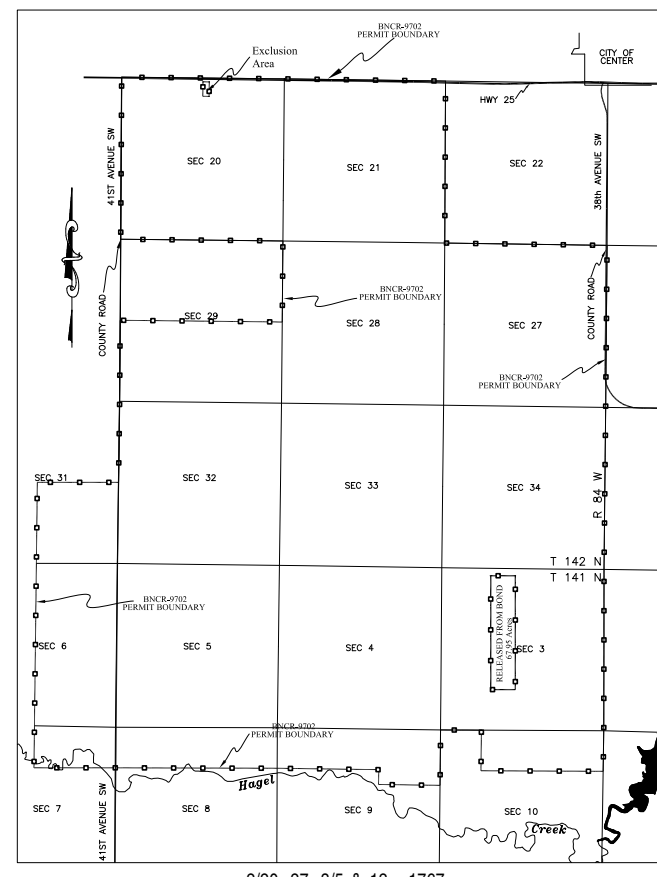 BNCR-9702
PERMIT BOUNDARY
CITY OF
CENTER
Exclusion
Area
HWY 25
41ST AVENUE SW
38th AVENUE SW
SEC 20
SEC 21
SEC 22
COUNTY ROAD
BNCR-9702
PERMIT BOUNDARY
COUNTY ROAD
SEC 29
SEC 28
SEC 27
BNCR-9702
PERMIT BOUNDARY
SEC 31
SEC 32
SEC 33
SEC 34
R 84 W
T 142 N
T 141 N
BNCR-9702
PERMIT BOUNDARY
RELEASED FROM BOND
67.95 Acres
SEC 6
SEC 5
SEC 4
SEC 3
BNCR-9702
PERMIT BOUNDARY
Hagel
SEC 7
41ST AVENUE SW
SEC 8
SEC 9
SEC 10
Creek